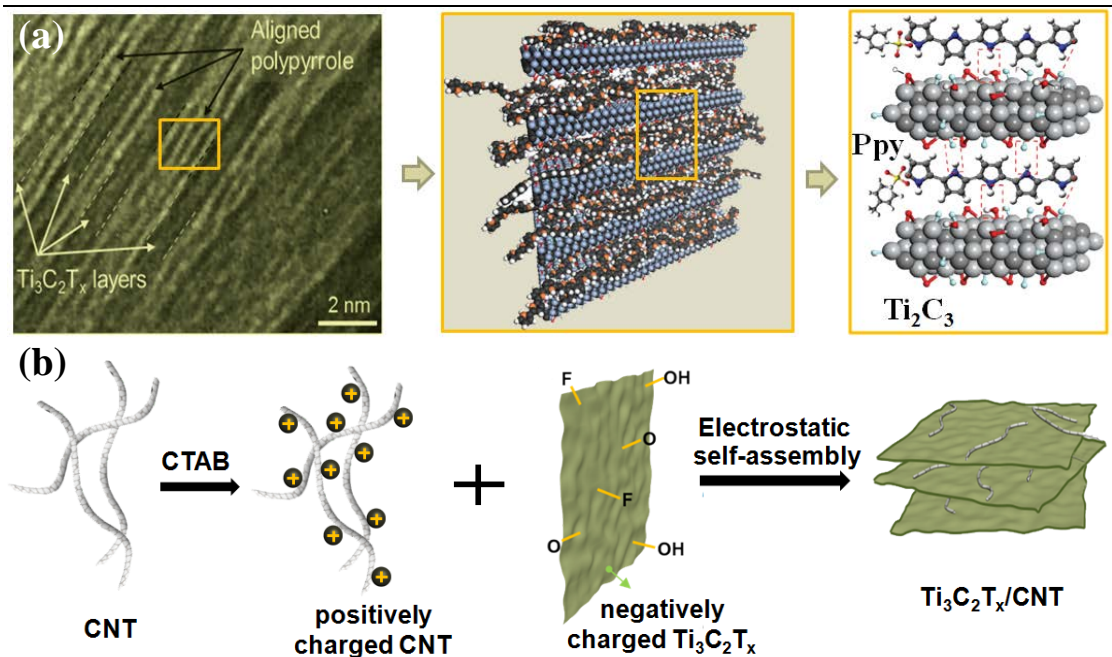 (a)
Aligned
polypyrrole
Ti₃C₂Tₓ layers
2 nm
Ppy
Ti₂C₃
(b)
CTAB
CNT
positively
charged CNT
F
OH
O
F
O
OH
negatively
charged Ti₃C₂Tₓ
Electrostatic
self-assembly
Ti₃C₂Tₓ/CNT